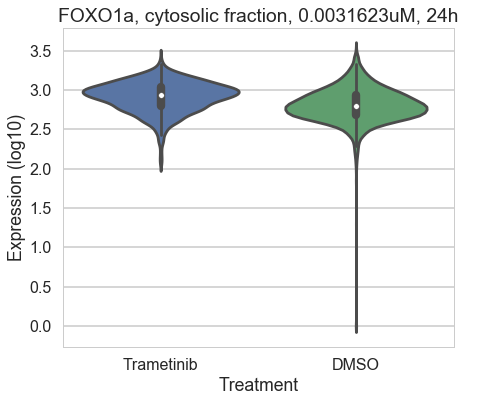 FOXO1a, cytosolic fraction, 0.0031623uM, 24h
Expression (log10)
3.5
3.0
2.5
2.0
1.5
1.0
0.5
0.0
Trametinib DMSO
Treatment